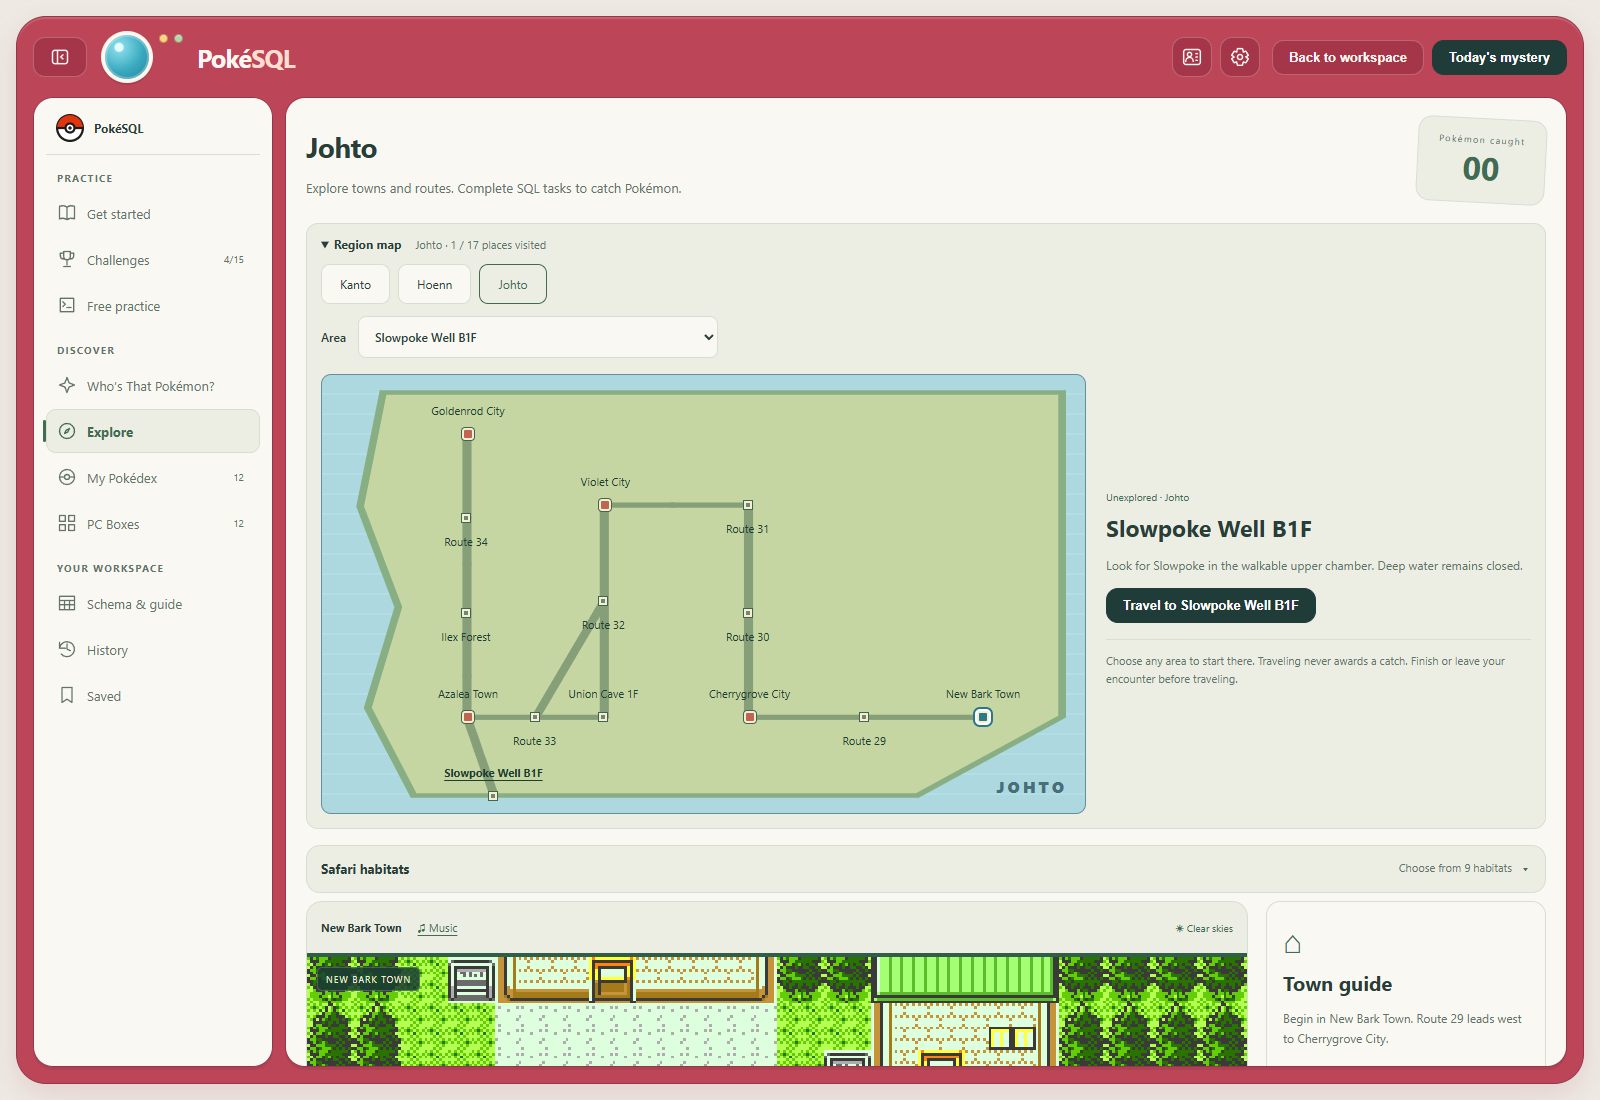 PokéSQL
Back to workspace
Today's mystery
PokéSQL
PRACTICE
Get started
Challenges 4/15
Free practice
DISCOVER
Who's That Pokémon?
Explore
My Pokédex 12
PC Boxes 12
YOUR WORKSPACE
Schema & guide
History
Saved
Johto
Explore towns and routes. Complete SQL tasks to catch Pokémon.
Pokémon caught
00
Region map Johto · 1 / 17 places visited
Kanto Hoenn Johto
Area Slowpoke Well B1F
Goldenrod City
Violet City
Route 31
Route 34
Route 32
Ilex Forest
Route 30
Azalea Town
Union Cave 1F
Cherrygrove City
New Bark Town
Route 33
Route 29
Slowpoke Well B1F
JOHTO
Unexplored · Johto
Slowpoke Well B1F
Look for Slowpoke in the walkable upper chamber. Deep water remains closed.
Travel to Slowpoke Well B1F
Choose any area to start there. Traveling never awards a catch. Finish or leave your
encounter before traveling.
Safari habitats
Choose from 9 habitats
New Bark Town
♫ Music
☀ Clear skies
NEW BARK TOWN
Town guide
Begin in New Bark Town. Route 29 leads west
to Cherrygrove City.